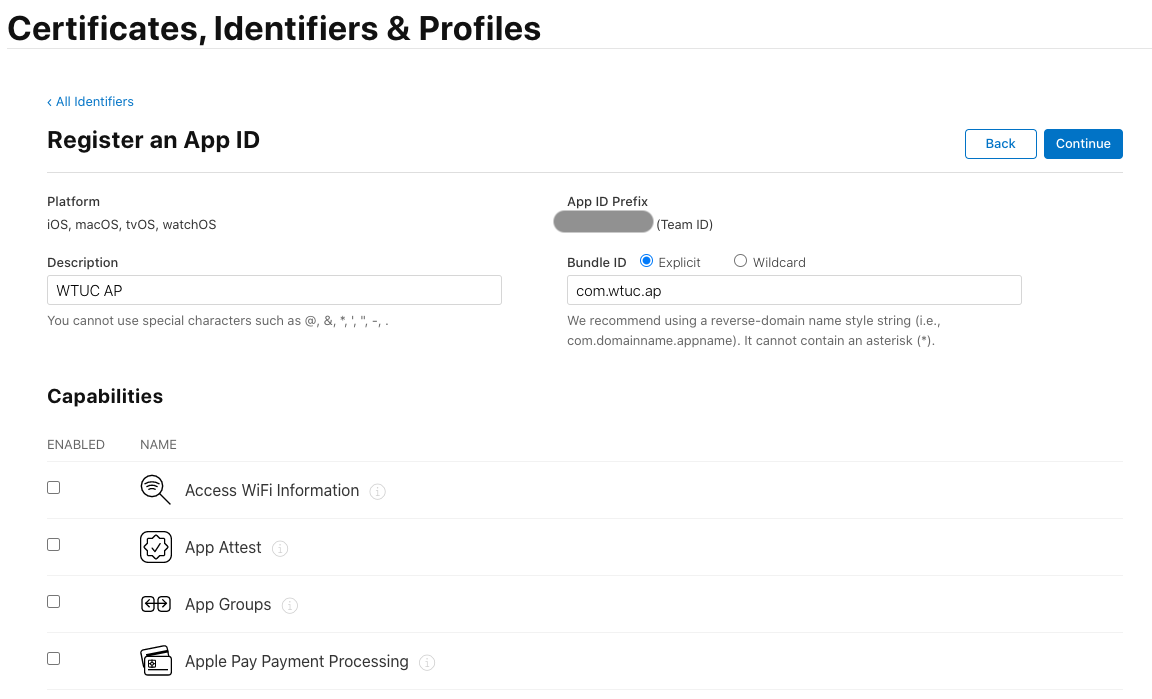 Certificates, Identifiers & Profiles
‹ All Identifiers
Register an App ID
Back
Continue
Platform
iOS, macOS, tvOS, watchOS
App ID Prefix
(Team ID)
Description
WTUC AP
You cannot use special characters such as @, &, *, ', ", -, .
Bundle ID
Explicit
Wildcard
com.wtuc.ap
We recommend using a reverse-domain name style string (i.e.,
com.domainname.appname). It cannot contain an asterisk (*).
Capabilities
ENABLED
NAME
Access WiFi Information
App Attest
App Groups
Apple Pay Payment Processing